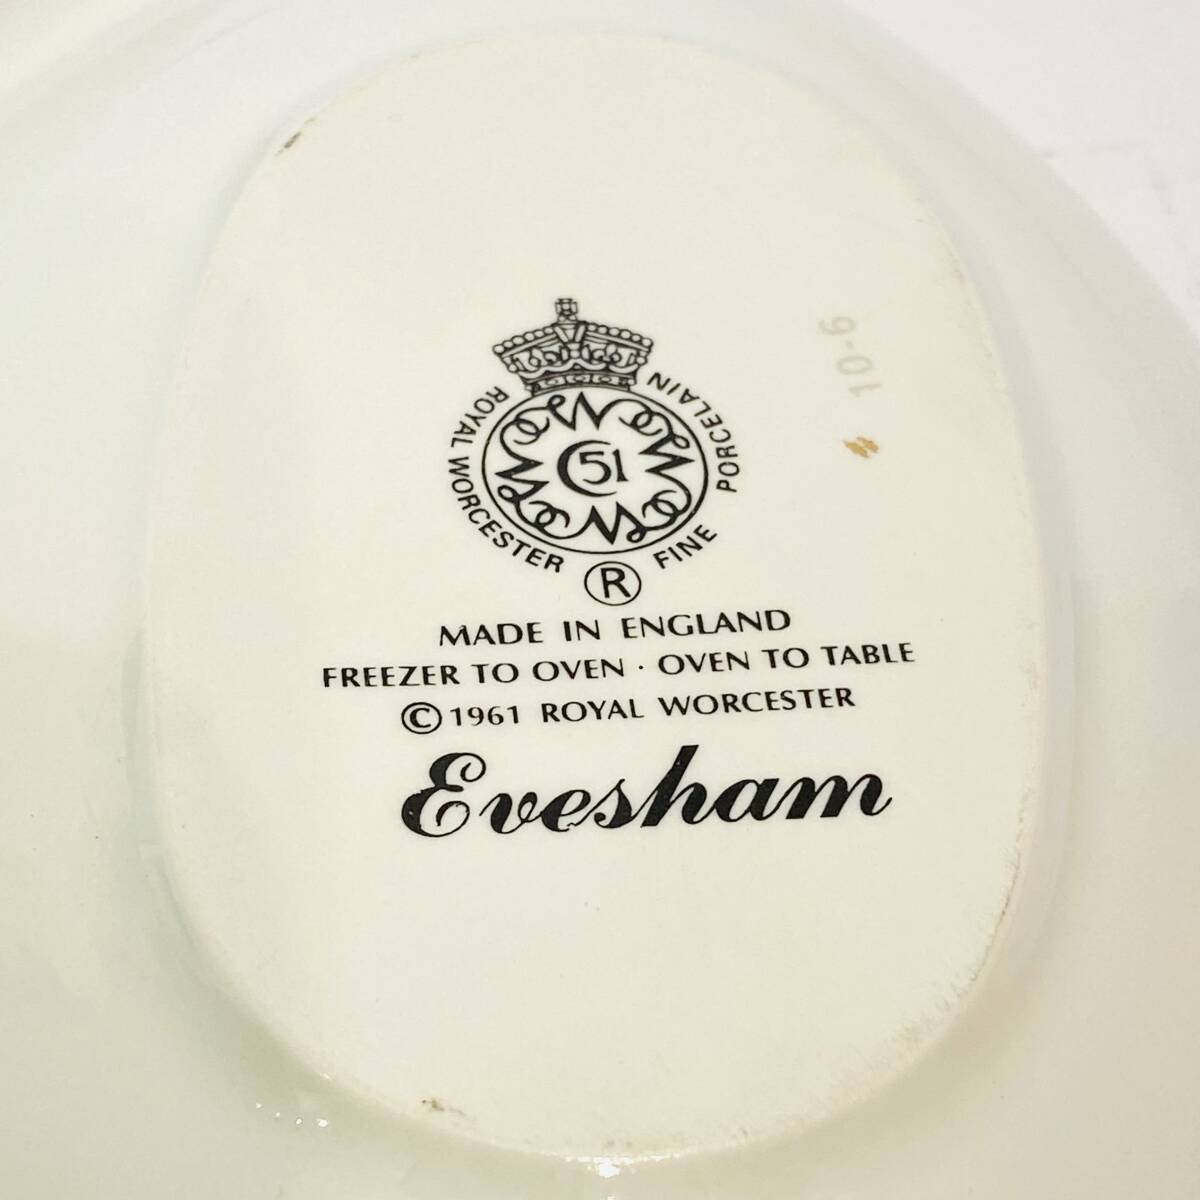 ROYAL WORCESTER FINE PORCELAIN
C51
®
MADE IN ENGLAND
FREEZER TO OVEN · OVEN TO TABLE
© 1961 ROYAL WORCESTER
Evesham
10-6